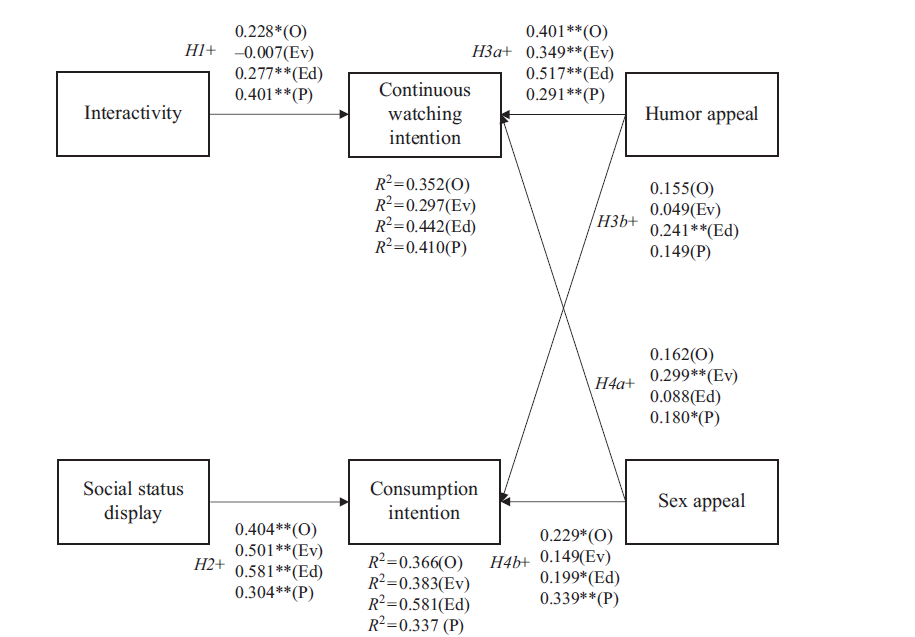 0.228*(O)
H1+ –0.007(Ev)
0.277**(Ed)
0.401**(P)
0.401**(O)
H3a+ 0.349**(Ev)
0.517**(Ed)
0.291**(P)
Interactivity
Continuous
watching
intention
Humor appeal
R²=0.352(O)
R²=0.297(Ev)
R²=0.442(Ed)
R²=0.410(P)
0.155(O)
0.049(Ev)
H3b+
0.241**(Ed)
0.149(P)
0.162(O)
0.299**(Ev)
H4a+
0.088(Ed)
0.180*(P)
Social status
display
Consumption
intention
Sex appeal
0.404**(O)
0.501**(Ev)
H2+
0.581**(Ed)
0.304**(P)
R²=0.366(O)
R²=0.383(Ev)
R²=0.581(Ed)
R²=0.337 (P)
0.229*(O)
H4b+ 0.149(Ev)
0.199*(Ed)
0.339**(P)